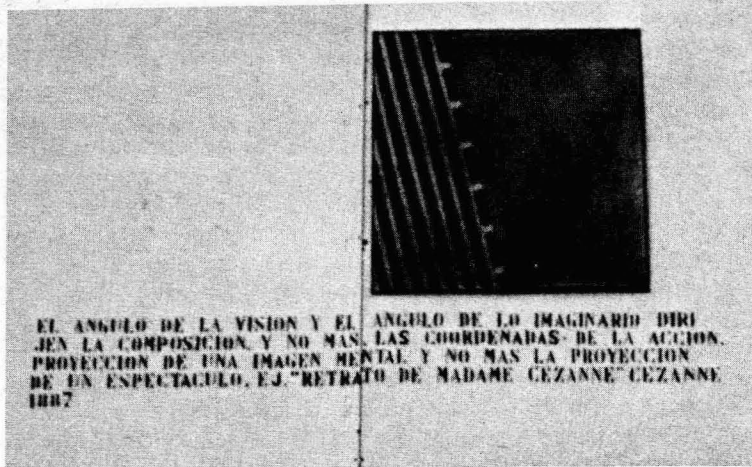 EL ANGULO DE LA VISION Y EL ANGULO DE LO IMAGINARIO DIRI
JEN LA COMPOSICION. Y NO MAS, LAS COORDENADAS DE LA ACCION.
PROYECCION DE UNA IMAGEN MENTAL Y NO MAS LA PROYECCION
DE UN ESPECTACULO. EJ. "RETRATO DE MADAME CEZANNE" CEZANNE
1887